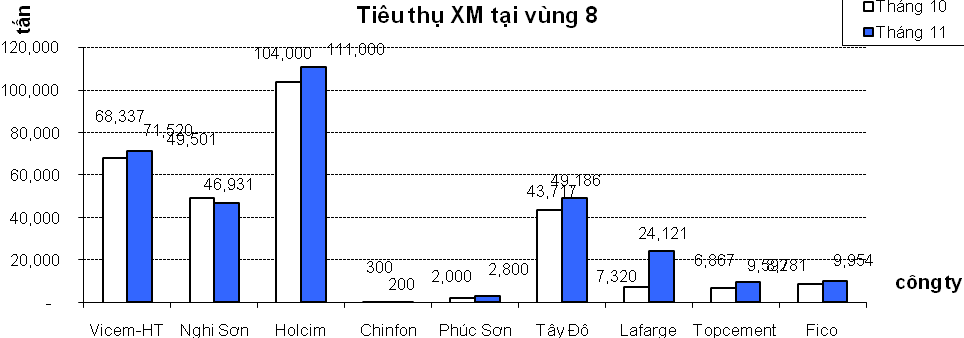 Tiêu thụ XM tại vùng 8
tấn
Tháng 10
Tháng 11
120,000
100,000
80,000
60,000
40,000
20,000
-
68,337
71,520
49,501
46,931
104,000
111,000
300
200
2,000
2,800
43,717
49,186
7,320
24,121
6,867
8,781
9,954
công ty
Vicem-HT
Nghi Sơn
Holcim
Chinfon
Phúc Sơn
Tây Đô
Lafarge
Topcement
Fico